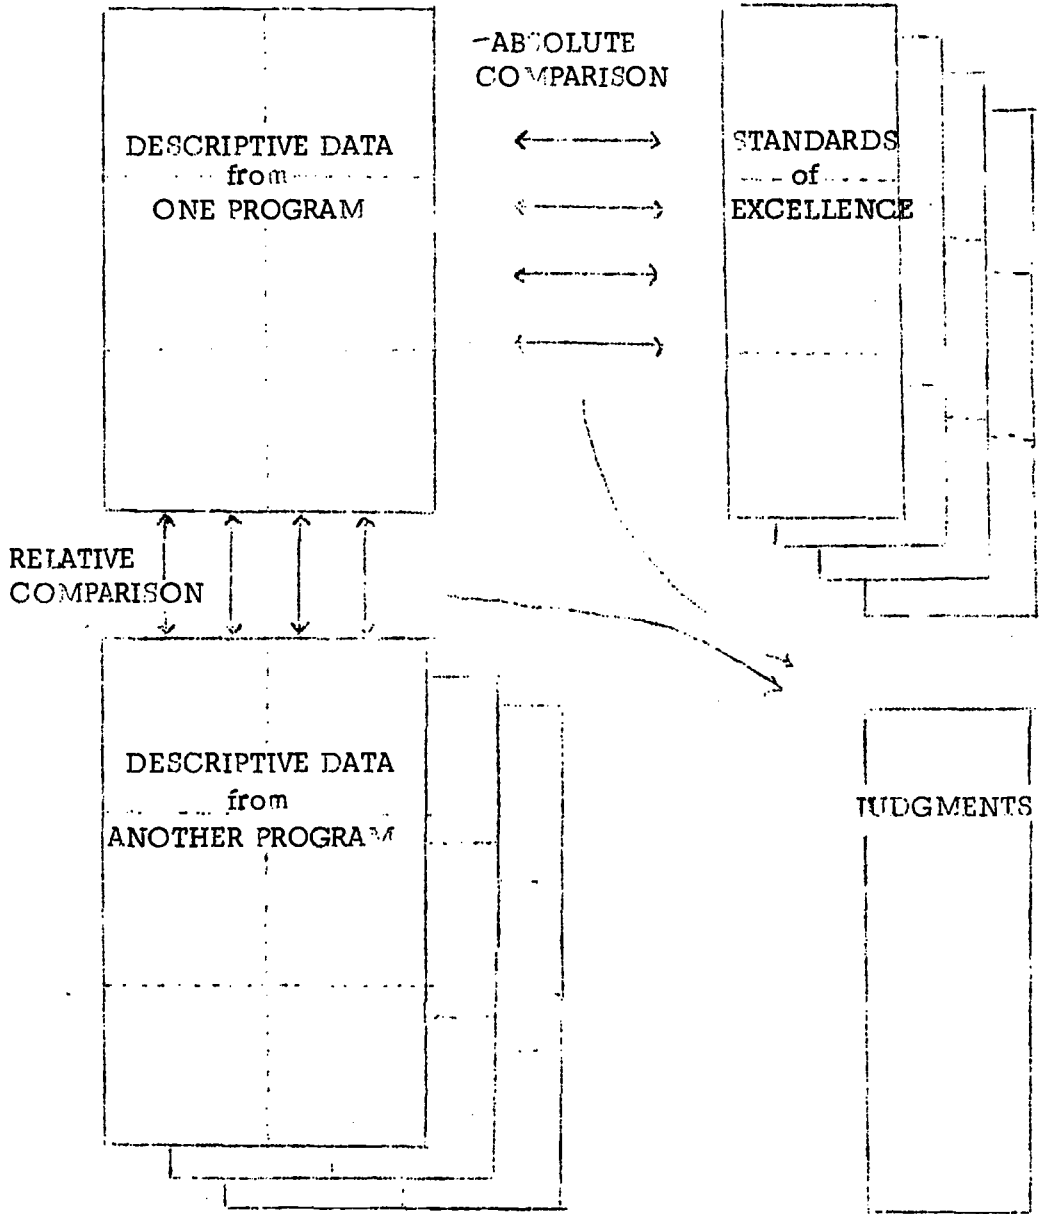 ABSOLUTE
COMPARISON
DESCRIPTIVE DATA
from
ONE PROGRAM
STANDARDS
of
EXCELLENCE
RELATIVE
COMPARISON
DESCRIPTIVE DATA
from
ANOTHER PROGRAM
JUDGMENTS